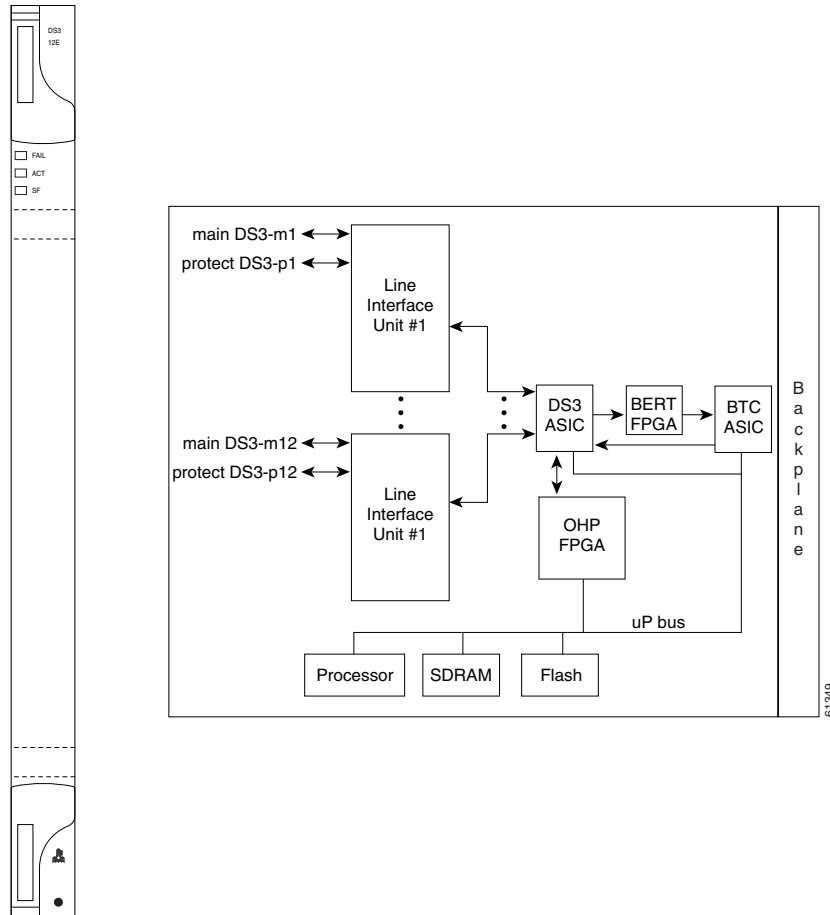 DS3
12E
FAIL
ACT
SF
main DS3-m1
protect DS3-p1
Line
Interface
Unit #1
main DS3-m12
protect DS3-p12
Line
Interface
Unit #1
DS3
ASIC
BERT
FPGA
BTC
ASIC
OHP
FPGA
uP bus
Processor
SDRAM
Flash
Backplane
61349